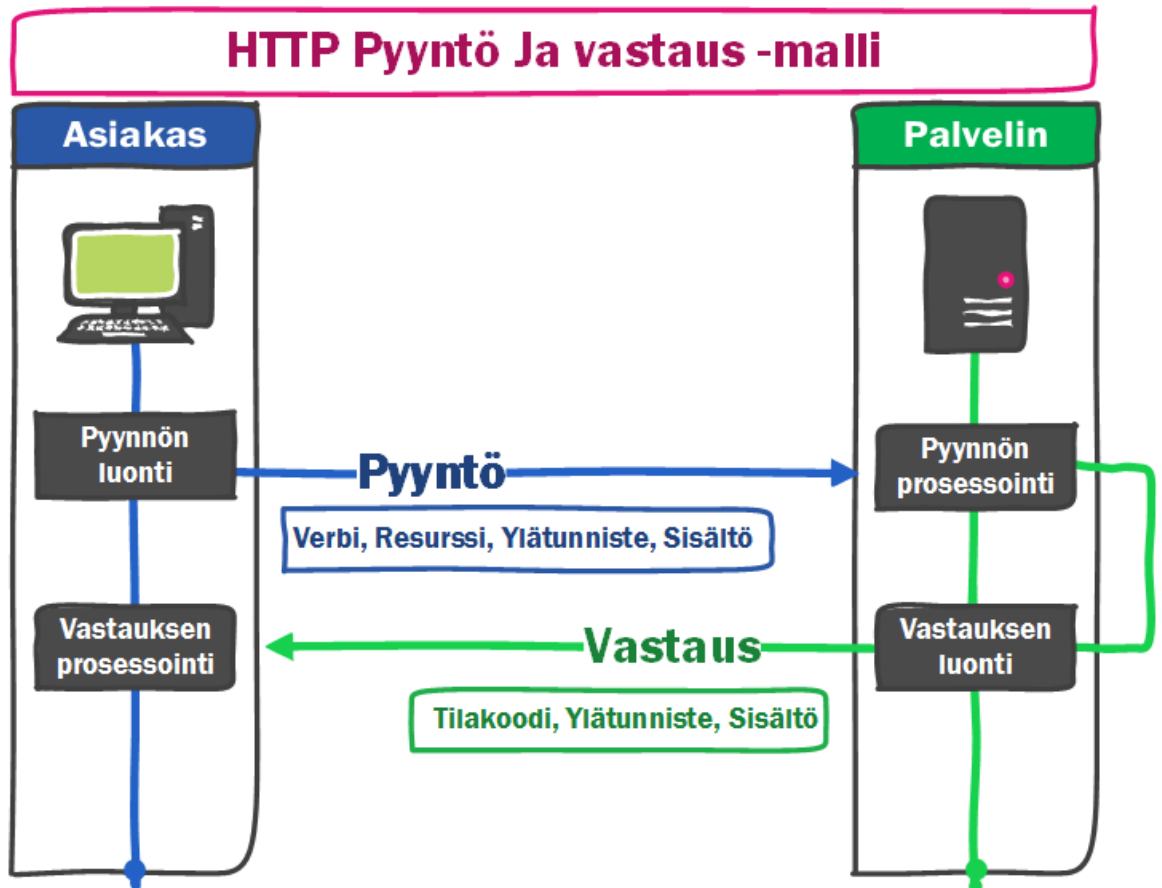 HTTP Pyyntö Ja vastaus -malli
Asiakas
Palvelin
Pyynnön
luonti
Pyyntö
Pyynnön
prosessointi
Verbi, Resurssi, Ylätunniste, Sisältö
Vastauksen
prosessointi
Vastaus
Vastauksen
luonti
Tilakoodi, Ylätunniste, Sisältö